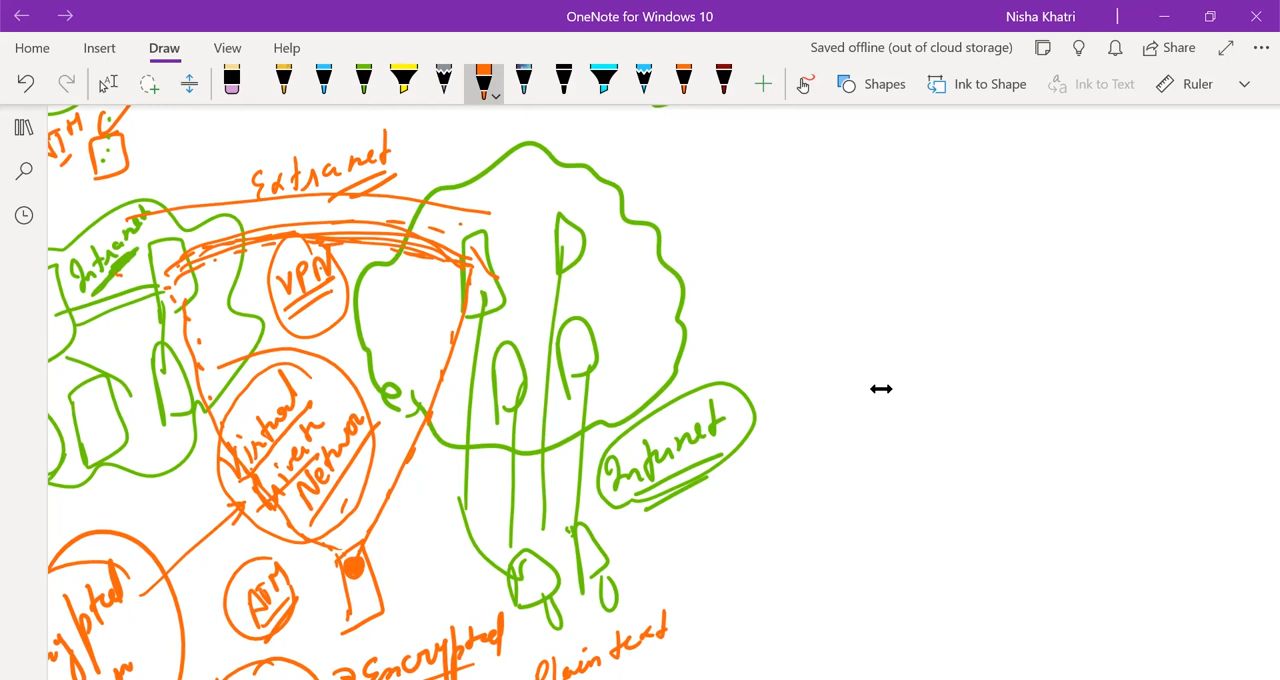 OneNote for Windows 10
Nisha Khatri
Home Insert Draw View Help
Saved offline (out of cloud storage)
Share
Shapes
Ink to Shape
Ink to Text
Ruler
Extranet
Intranet
VPN
Virtual
Network
Internet
ATM
Encrypted
Plain text